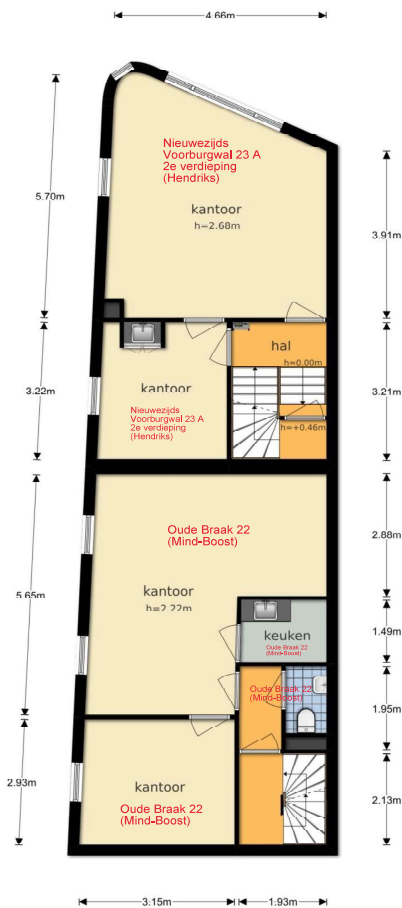 4.66m
Nieuwezijds
Voorburgwal 23 A
2e verdieping
(Hendriks)
kantoor
h=2.68m
5.70m
3.91m
hal
h=0.00m
kantoor
3.22m
3.21m
Nieuwezijds
Voorburgwal 23 A
2e verdieping
(Hendriks)
h=+0.46m
Oude Braak 22
(Mind-Boost)
2.88m
kantoor
h=2.22m
5.65m
keuken
Oude Braak 22
(Mind-Boost)
1.49m
Oude Braak 22
(Mind-Boost)
1.95m
kantoor
2.93m
Oude Braak 22
(Mind-Boost)
2.13m
3.15m
1.93m